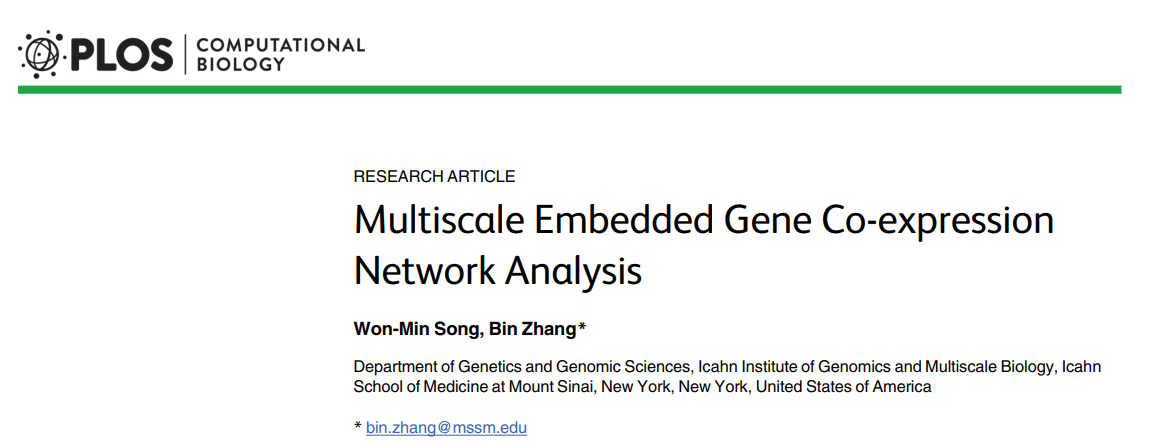 PLOS COMPUTATIONAL BIOLOGY
RESEARCH ARTICLE
Multiscale Embedded Gene Co-expression
Network Analysis
Won-Min Song, Bin Zhang*
Department of Genetics and Genomic Sciences, Icahn Institute of Genomics and Multiscale Biology, Icahn
School of Medicine at Mount Sinai, New York, New York, United States of America
* bin.zhang@mssm.edu